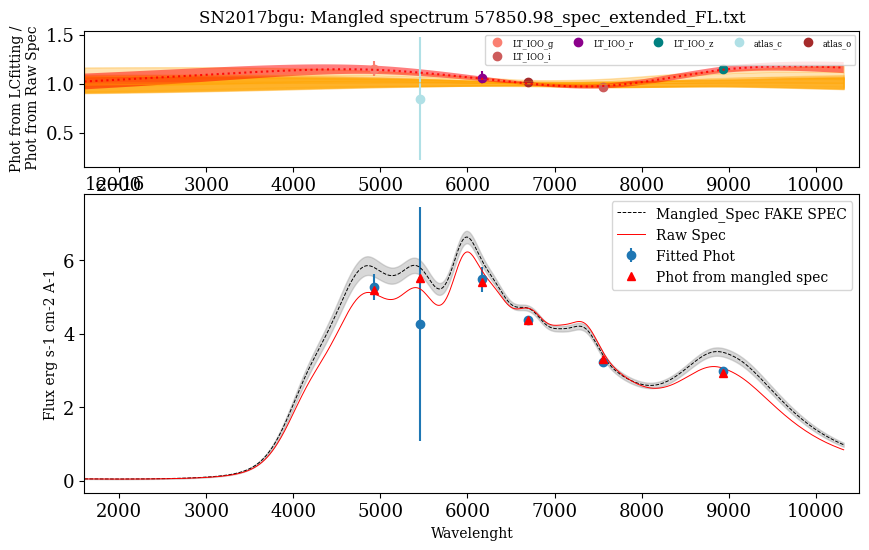 SN2017bgu: Mangled spectrum 57850.98_spec_extended_FL.txt
Phot from LCfitting /
Phot from Raw Spec
1.5
1.0
0.5
LT_IOO_g
LT_IOO_i
LT_IOO_r
LT_IOO_z
atlas_c
atlas_o
2000 3000 4000 5000 6000 7000 8000 9000 10000
1e−16
Flux erg s-1 cm-2 A-1
6
4
2
0
Mangled_Spec FAKE SPEC
Raw Spec
Fitted Phot
Phot from mangled spec
2000 3000 4000 5000 6000 7000 8000 9000 10000
Wavelenght